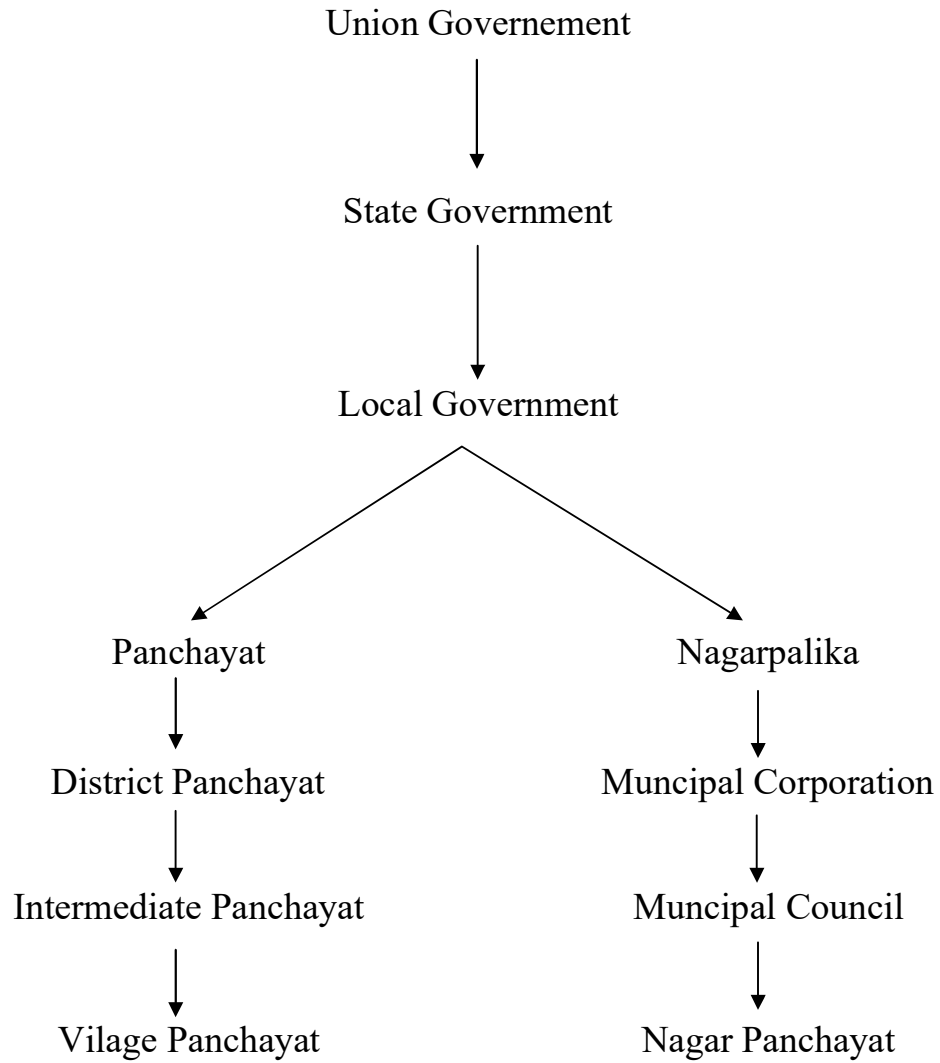 Union Governement
State Government
Local Government
Panchayat
Nagarpalika
District Panchayat
Muncipal Corporation
Intermediate Panchayat
Muncipal Council
Vilage Panchayat
Nagar Panchayat